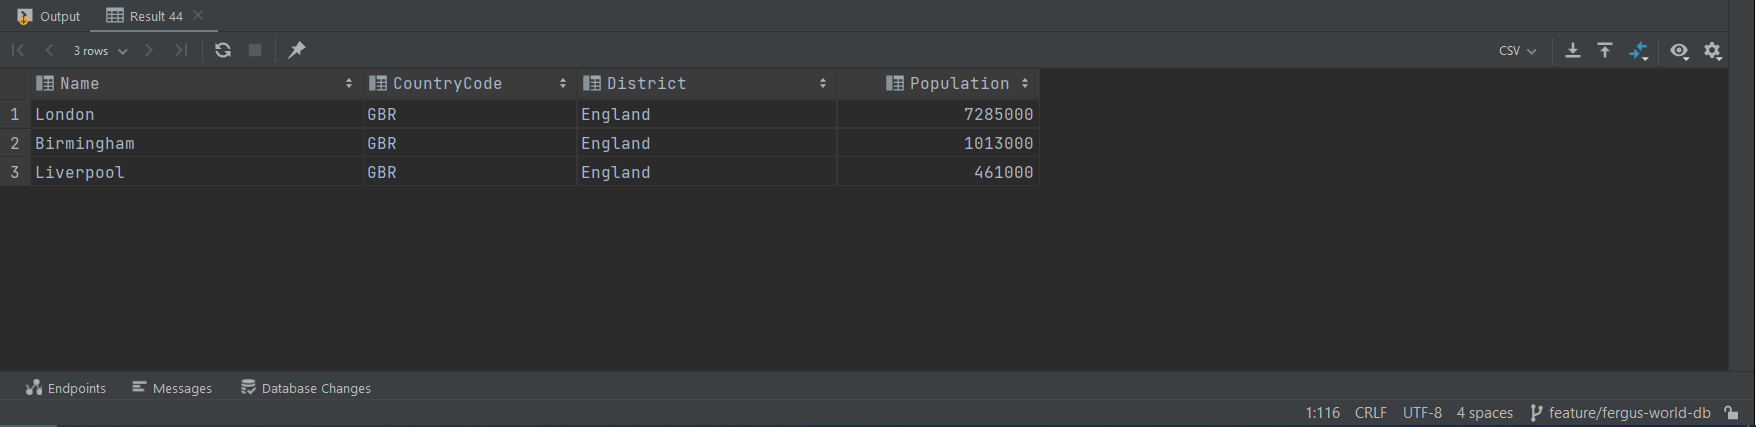 Output Result 44
3 rows CSV
Name CountryCode District Population
1 London GBR England 7285000
2 Birmingham GBR England 1013000
3 Liverpool GBR England 461000
Endpoints Messages Database Changes
1:116 CRLF UTF-8 4 spaces feature/fergus-world-db